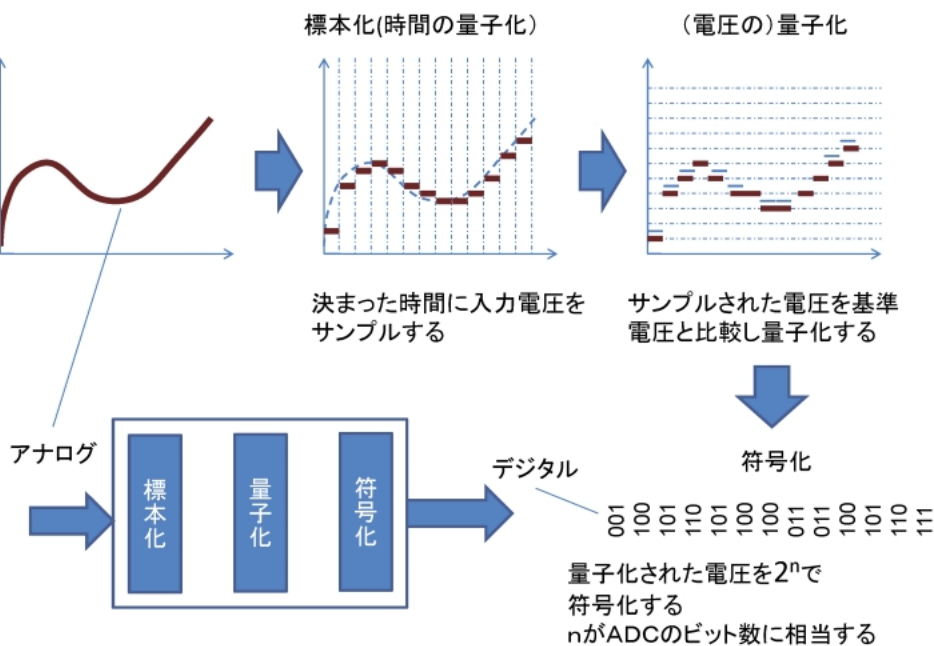 標本化(時間の量子化)
(電圧の)量子化
決まった時間に入力電圧を
サンプルする
サンプルされた電圧を基準
電圧と比較し量子化する
アナログ
標本化
量子化
符号化
デジタル
符号化
001 100 101 110 101 100 100 011 011 100 101 110 111
量子化された電圧を2ⁿで
符号化する
nがADCのビット数に相当する